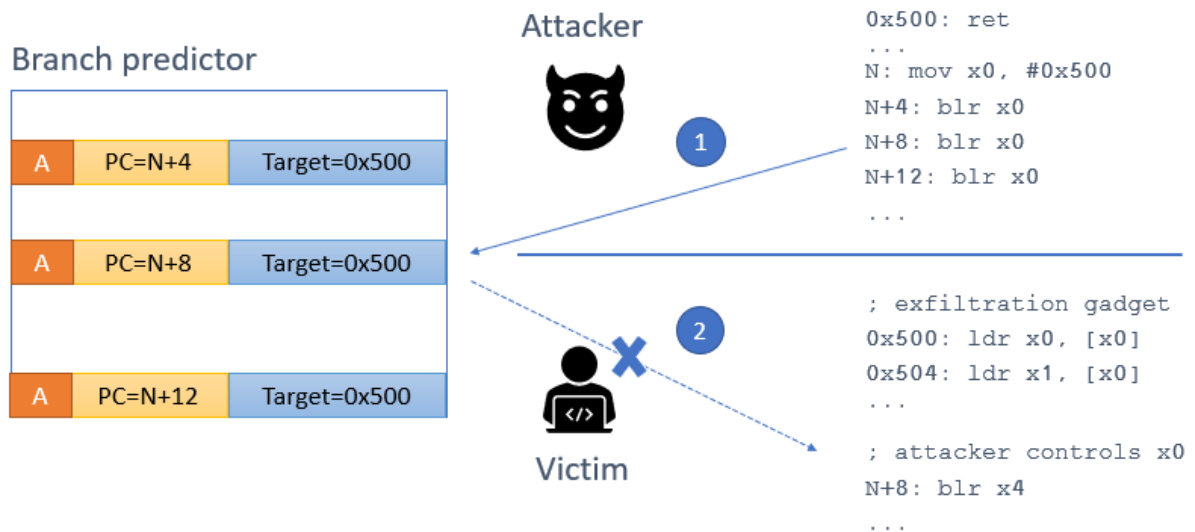 Branch predictor
A PC=N+4 Target=0x500
A PC=N+8 Target=0x500
A PC=N+12 Target=0x500
Attacker
1
0x500: ret
...
N: mov x0, #0x500
N+4: blr x0
N+8: blr x0
N+12: blr x0
...
2
</>
Victim
; exfiltration gadget
0x500: ldr x0, [x0]
0x504: ldr x1, [x0]
...
; attacker controls x0
N+8: blr x4
...